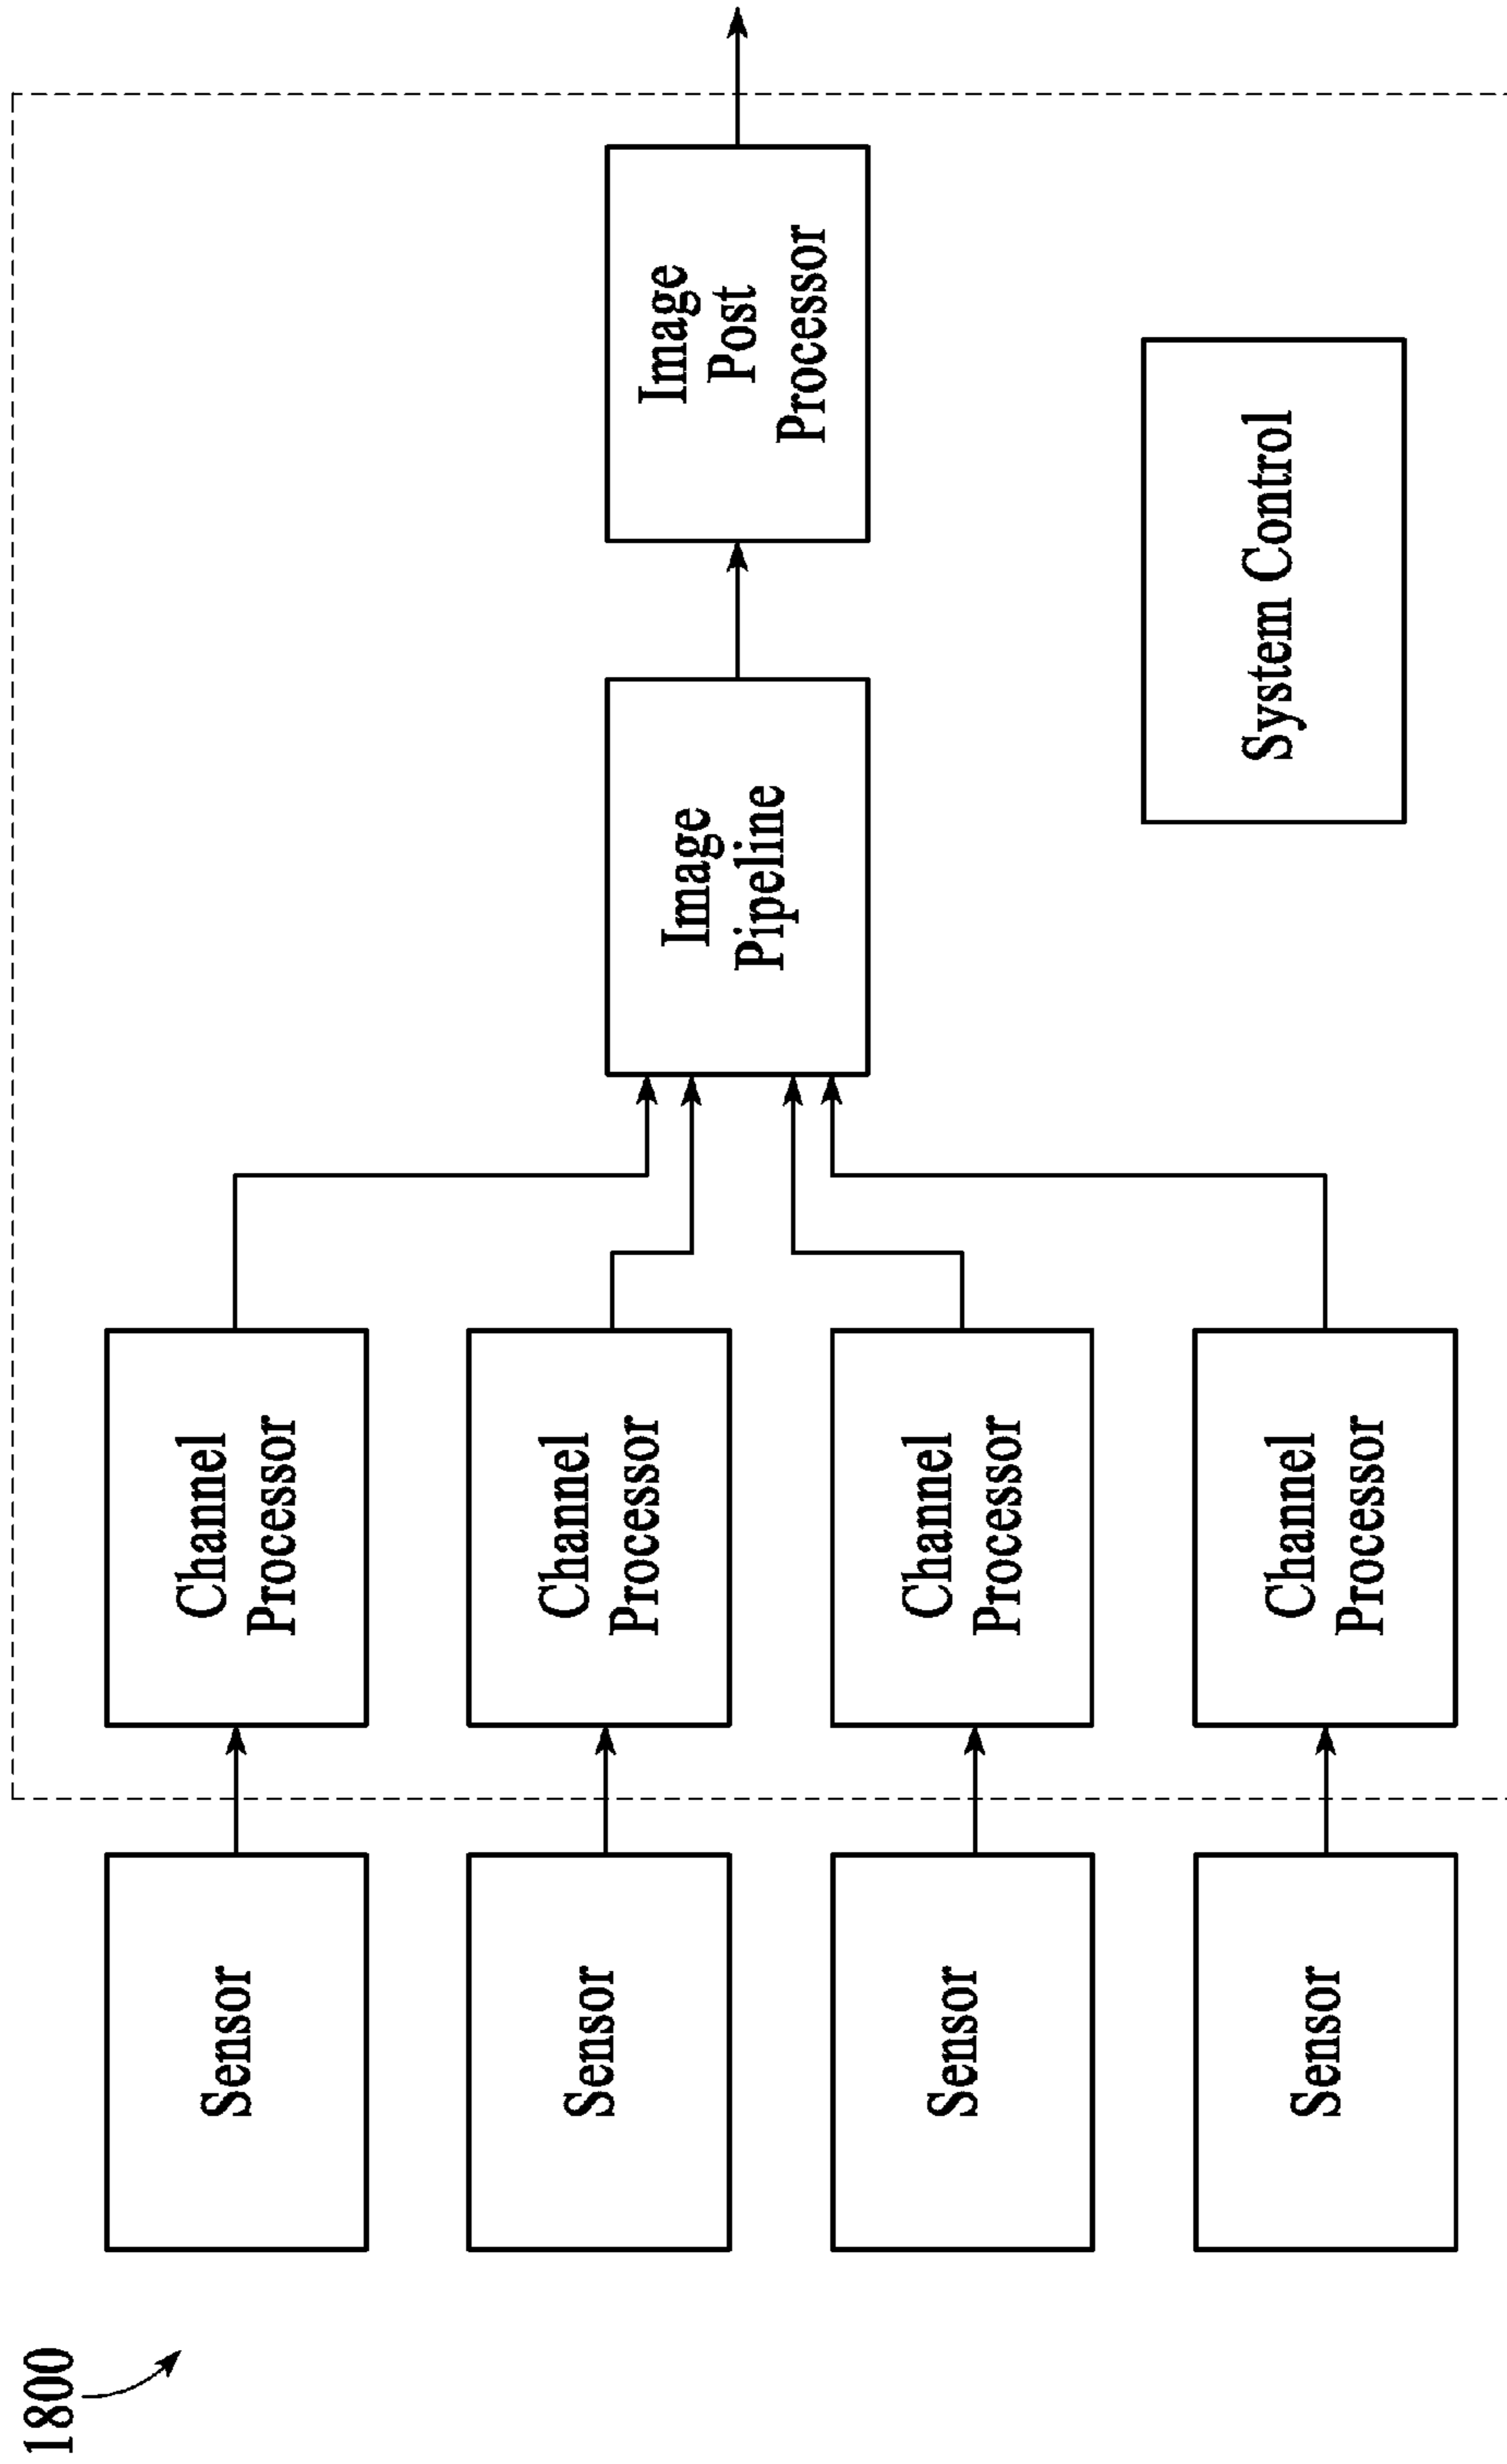 1800
Sensor
Channel
Processor
Sensor
Channel
Processor
Sensor
Channel
Processor
Sensor
Channel
Processor
Image
Pipeline
Image
Post
Processor
System Control